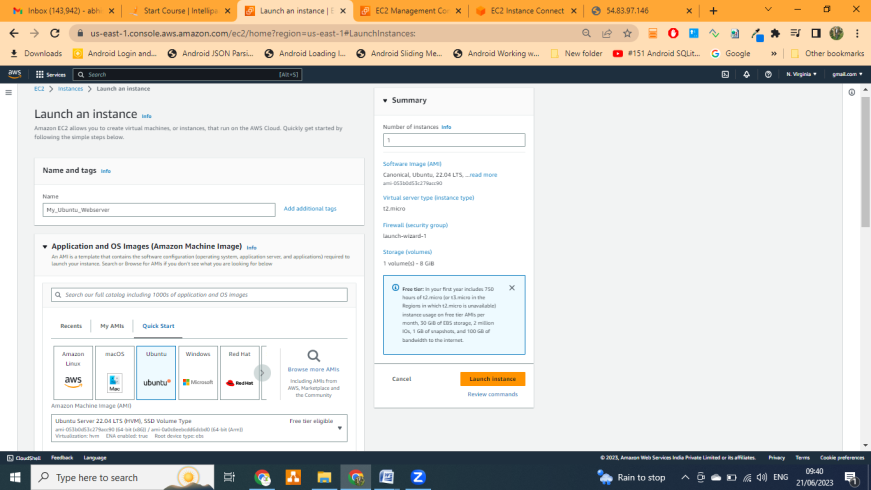 Inbox (143,942) - abh
Start Course | Intellipa
Launch an instance | E
EC2 Management Co
EC2 Instance Connect
54.83.97.146
us-east-1.console.aws.amazon.com/ec2/home?region=us-east-1#LaunchInstances:
Downloads
Android Login and...
Android JSON Parsi...
Android Loading I...
Android Sliding Me...
Android Working w...
New folder
#151 Android SQLit...
Google
»
Other bookmarks
aws
Services
Search
[Alt+S]
N. Virginia
gmail.com
EC2 > Instances > Launch an instance
Launch an instance Info
Amazon EC2 allows you to create virtual machines, or instances, that run on the AWS Cloud. Quickly get started by
following the simple steps below.
Name and tags Info
Name
My_Ubuntu_Webserver
Add additional tags
Application and OS Images (Amazon Machine Image) Info
An AMI is a template that contains the software configuration (operating system, application server, and applications) required to
launch your instance. Search or Browse for AMIs if you don't see what you are looking for below
Search our full catalog including 1000s of application and OS images
Recents
My AMIs
Quick Start
Amazon
Linux
aws
macOS
Mac
Ubuntu
ubuntu
Windows
Microsoft
Red Hat
Red Hat
Browse more AMIs
Including AMIs from
AWS, Marketplace and
the Community
Amazon Machine Image (AMI)
Ubuntu Server 22.04 LTS (HVM), SSD Volume Type
Free tier eligible
Virtualization: hvm ENA enabled: true Root device type: ebs
Summary
Number of instances Info
1
Software Image (AMI)
Canonical, Ubuntu, 22.04 LTS, ...read more
ami-053b0d53c279acc90
Virtual server type (instance type)
t2.micro
Firewall (security group)
launch-wizard-1
Storage (volumes)
1 volume(s) - 8 GiB
Free tier: In your first year includes 750
hours of t2.micro (or t3.micro in the
Regions in which t2.micro is unavailable)
instance usage on free tier AMIs per
month, 30 GiB of EBS storage, 2 million
IOs, 1 GB of snapshots, and 100 GB of
bandwidth to the internet.
Cancel
Launch instance
Review commands
CloudShell
Feedback
Language
© 2023, Amazon Web Services India Private Limited or its affiliates.
Privacy
Terms
Cookie preferences
Type here to search
Rain to stop
ENG
09:40
21/06/2023